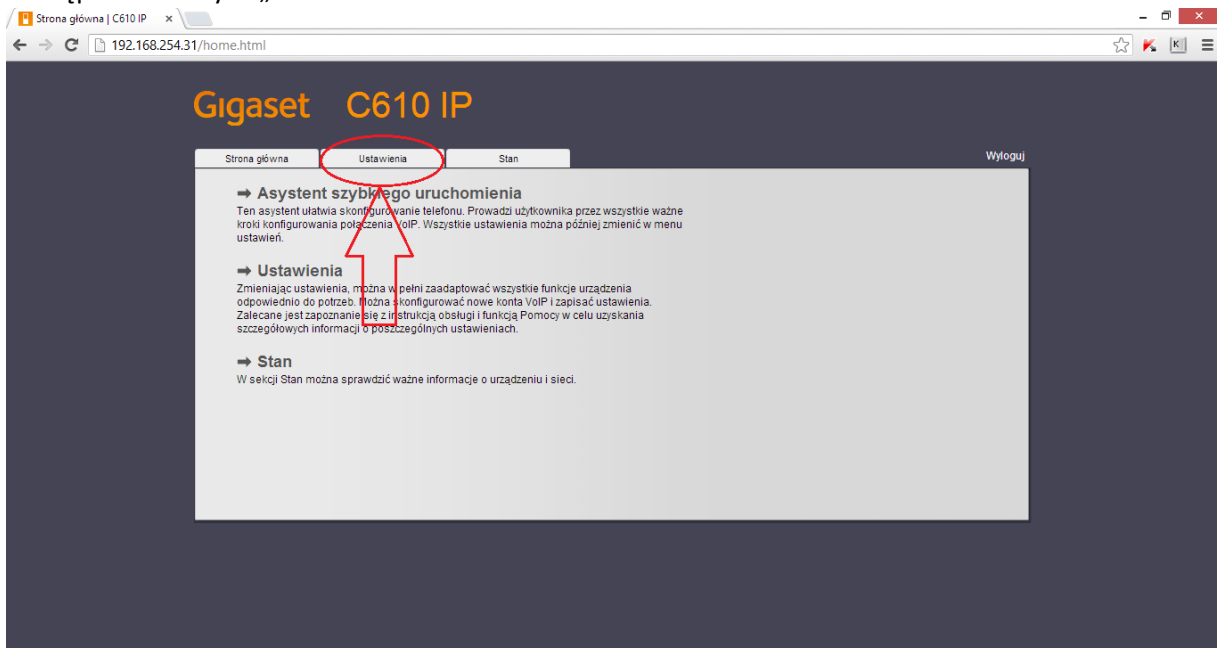 Strona główna | C610 IP
192.168.254.31/home.html
Gigaset C610 IP
Strona główna Ustawienia Stan Wyloguj
➡ Asystent szybkiego uruchomienia
Ten asystent ułatwia skonfigurowanie telefonu. Prowadzi użytkownika przez wszystkie ważne
kroki konfigurowania połączenia VoIP. Wszystkie ustawienia można później zmienić w menu
ustawień.
➡ Ustawienia
Zmieniając ustawienia, można w pełni zaadaptować wszystkie funkcje urządzenia
odpowiednio do potrzeb. Można skonfigurować nowe konta VoIP i zapisać ustawienia.
Zalecane jest zapoznanie się z instrukcją obsługi i funkcją Pomocy w celu uzyskania
szczegółowych informacji o poszczególnych ustawieniach.
➡ Stan
W sekcji Stan można sprawdzić ważne informacje o urządzeniu i sieci.